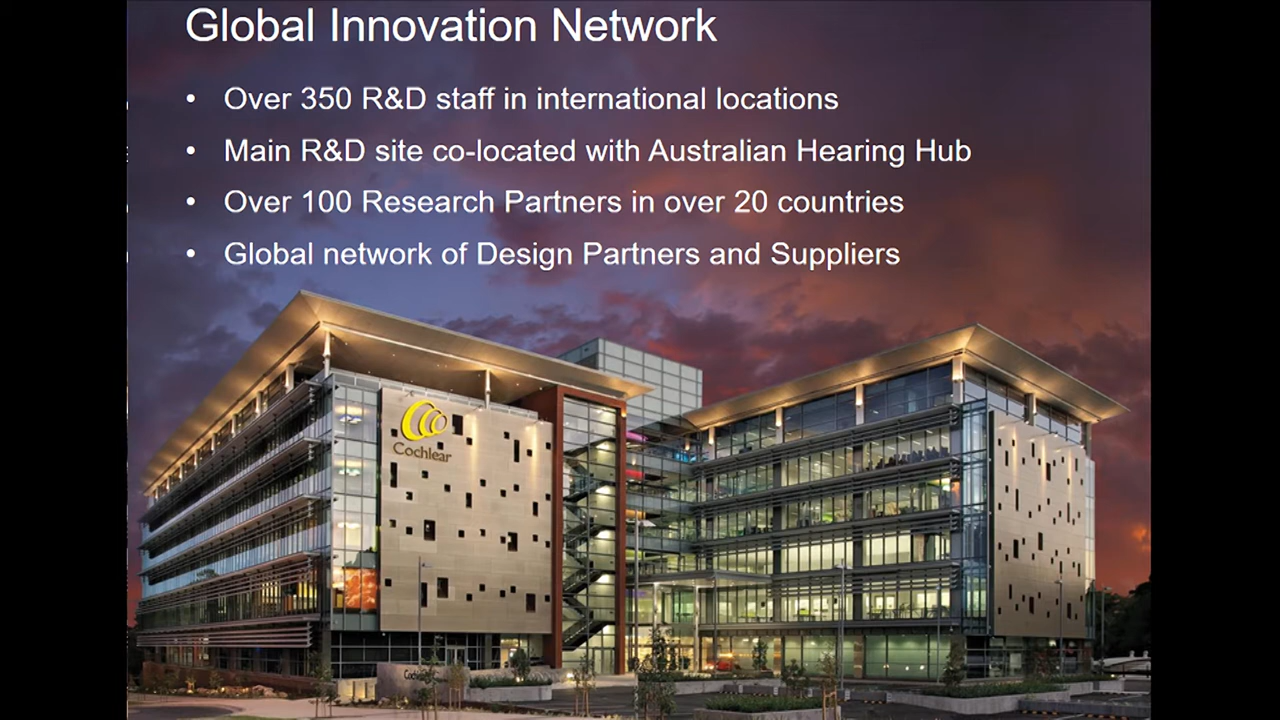 Global Innovation Network
• Over 350 R&D staff in international locations
• Main R&D site co-located with Australian Hearing Hub
• Over 100 Research Partners in over 20 countries
• Global network of Design Partners and Suppliers
Cochlear